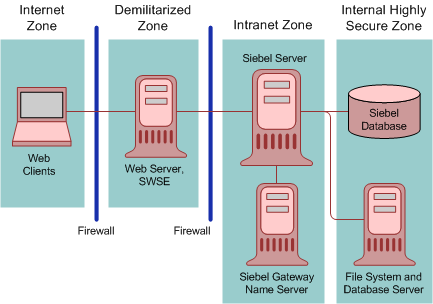 Internet
Zone
Demilitarized
Zone
Intranet Zone
Internal Highly
Secure Zone
Siebel Server
Siebel
Database
Web
Clients
Web Server,
SWSE
Firewall
Firewall
Siebel Gateway
Name Server
File System and
Database Server